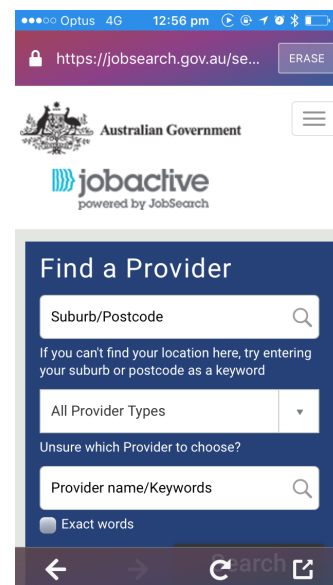 Optus 4G 12:56 pm
https://jobsearch.gov.au/se... ERASE
Australian Government
jobactive
powered by JobSearch
Find a Provider
Suburb/Postcode
If you can't find your location here, try entering
your suburb or postcode as a keyword
All Provider Types
Unsure which Provider to choose?
Provider name/Keywords
Exact words
Search